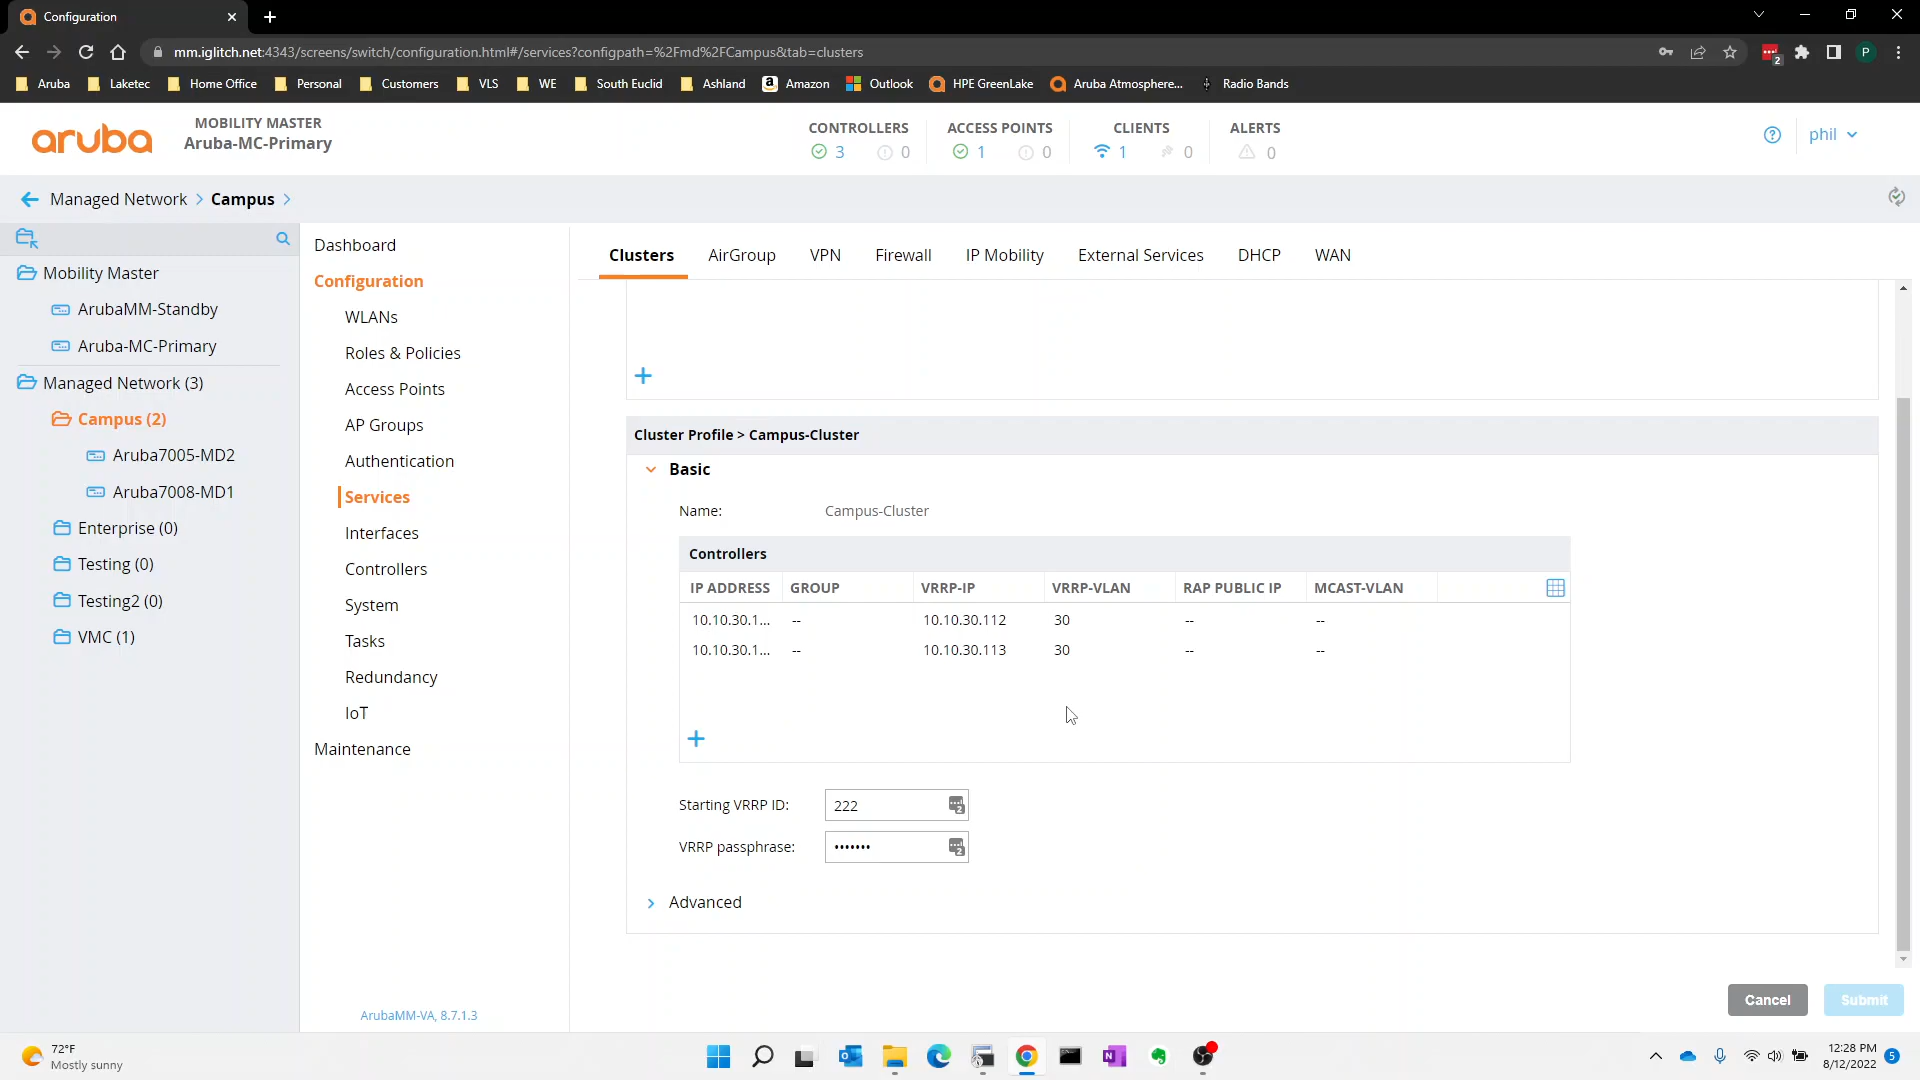 Configuration
mm.iglitch.net:4343/screens/switch/configuration.html#/services?configpath=%2Fmd%2FCampus&tab=clusters
2
P
Aruba Laketec Home Office Personal Customers VLS WE South Euclid Ashland Amazon Outlook HPE GreenLake Aruba Atmosphere... Radio Bands
aruba
MOBILITY MASTER
Aruba-MC-Primary
CONTROLLERS
3 0
ACCESS POINTS
1 0
CLIENTS
1 0
ALERTS
0
phil
Managed Network > Campus >
Mobility Master
ArubaMM-Standby
Aruba-MC-Primary
Managed Network (3)
Campus (2)
Aruba7005-MD2
Aruba7008-MD1
Enterprise (0)
Testing (0)
Testing2 (0)
VMC (1)
Dashboard
Configuration
WLANs
Roles & Policies
Access Points
AP Groups
Authentication
Services
Interfaces
Controllers
System
Tasks
Redundancy
IoT
Maintenance
ArubaMM-VA, 8.7.1.3
Clusters AirGroup VPN Firewall IP Mobility External Services DHCP WAN
Cluster Profile > Campus-Cluster
Basic
Name: Campus-Cluster
Controllers
IP ADDRESS GROUP VRRP-IP VRRP-VLAN RAP PUBLIC IP MCAST-VLAN
10.10.30.1... -- 10.10.30.112 30 -- --
10.10.30.1... -- 10.10.30.113 30 -- --
Starting VRRP ID: 222
VRRP passphrase: •••••••
Advanced
Cancel Submit
72°F
Mostly sunny
12:28 PM
8/12/2022
5